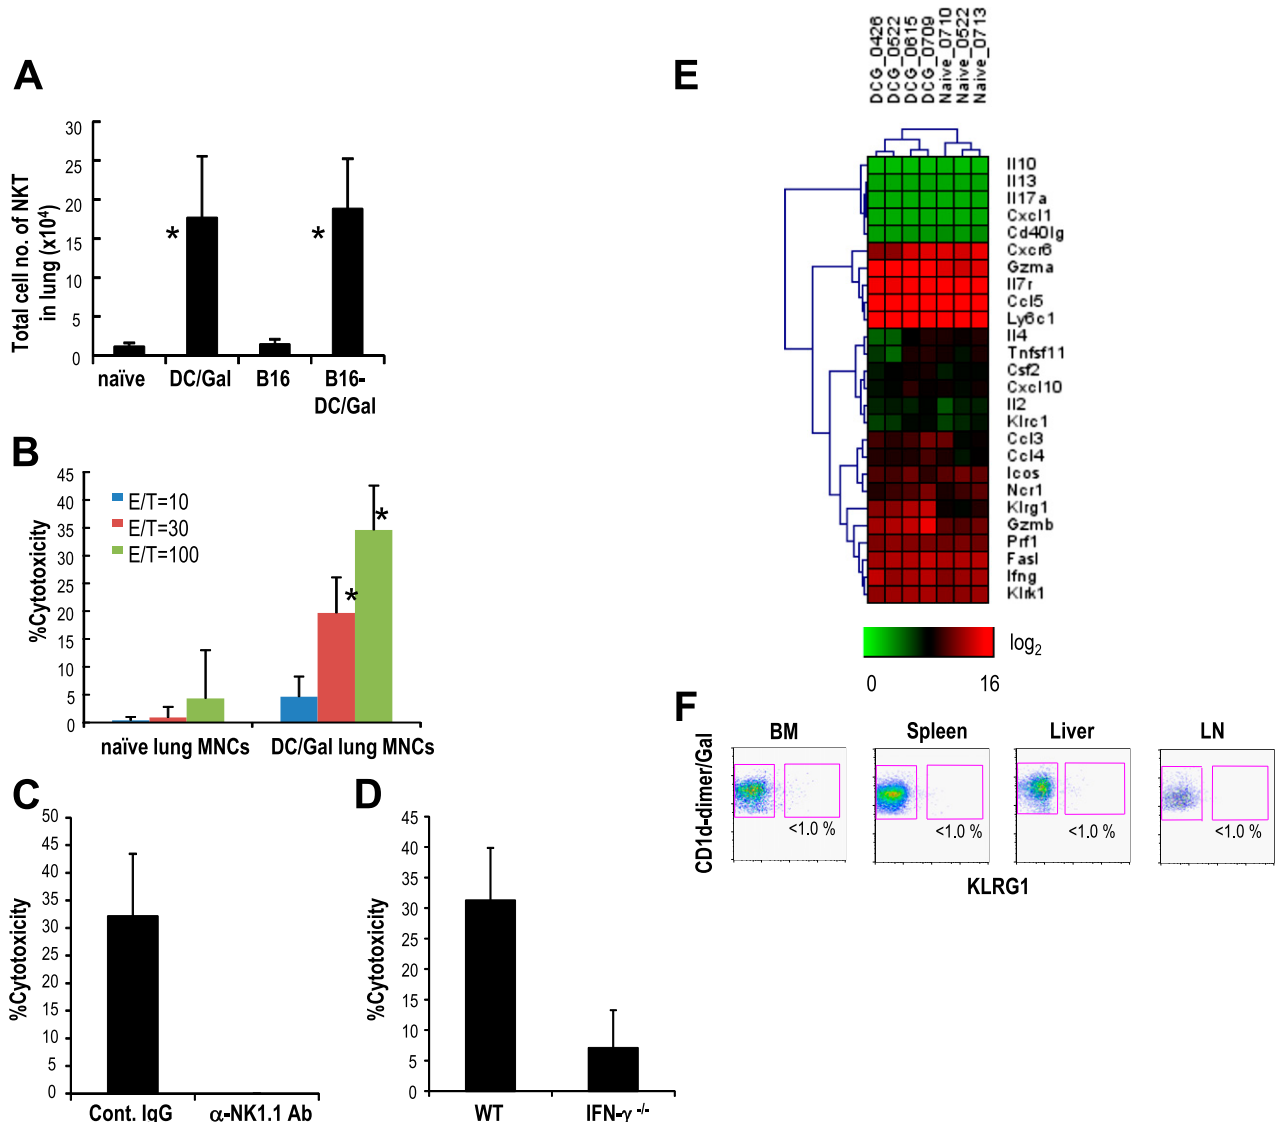 A
Total cell no. of NKT
in lung (x10⁴)
30
25
20
15
10
5
0
naïve
DC/Gal
B16
B16-
DC/Gal
*
*
B
%Cytotoxicity
45
40
35
30
25
20
15
10
5
0
E/T=10
E/T=30
E/T=100
*
*
naïve lung MNCs
DC/Gal lung MNCs
C
%Cytotoxicity
50
45
40
35
30
25
20
15
10
5
0
Cont. IgG
α-NK1.1 Ab
D
%Cytotoxicity
45
40
35
30
25
20
15
10
5
0
WT
IFN-γ -/-
E
DCG_0426
DCG_0522
DCG_0615
DCG_0709
Naive_0710
Naive_0522
Naive_0713
Il10
Il13
Il17a
Cxcl1
Cd40lg
Cxcr6
Gzma
Il7r
Ccl5
Ly6c1
Il4
Tnfsf11
Csf2
Cxcl10
Il2
Klrc1
Ccl3
Ccl4
Icos
Ncr1
Klrg1
Gzmb
Prf1
Fasl
Ifng
Klrk1
log₂
0
16
F
CD1d-dimer/Gal
BM
Spleen
Liver
LN
<1.0 %
<1.0 %
<1.0 %
<1.0 %
KLRG1